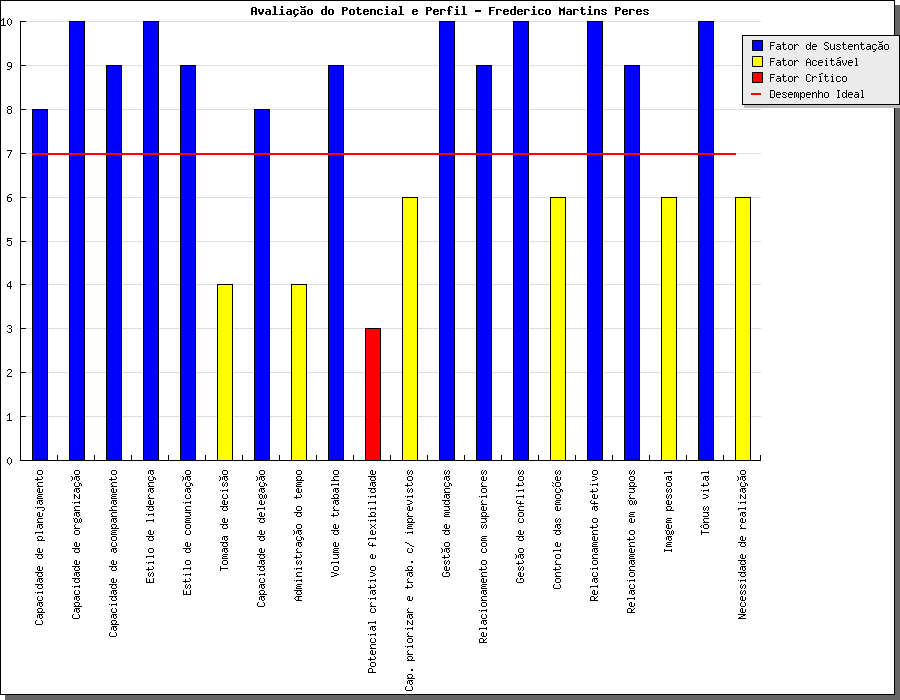 Avaliação do Potencial e Perfil - Frederico Martins Peres
Fator de Sustentação
Fator Aceitável
Fator Crítico
Desempenho Ideal
10
9
8
7
6
5
4
3
2
1
0
Capacidade de planejamento
Capacidade de organização
Capacidade de acompanhamento
Estilo de liderança
Estilo de comunicação
Tomada de decisão
Capacidade de delegação
Administração do tempo
Volume de trabalho
Potencial criativo e flexibilidade
Cap. priorizar e trab. c/ imprevistos
Gestão de mudanças
Relacionamento com superiores
Gestão de conflitos
Controle das emoções
Relacionamento afetivo
Relacionamento em grupos
Imagem pessoal
Tônus vital
Necessidade de realização